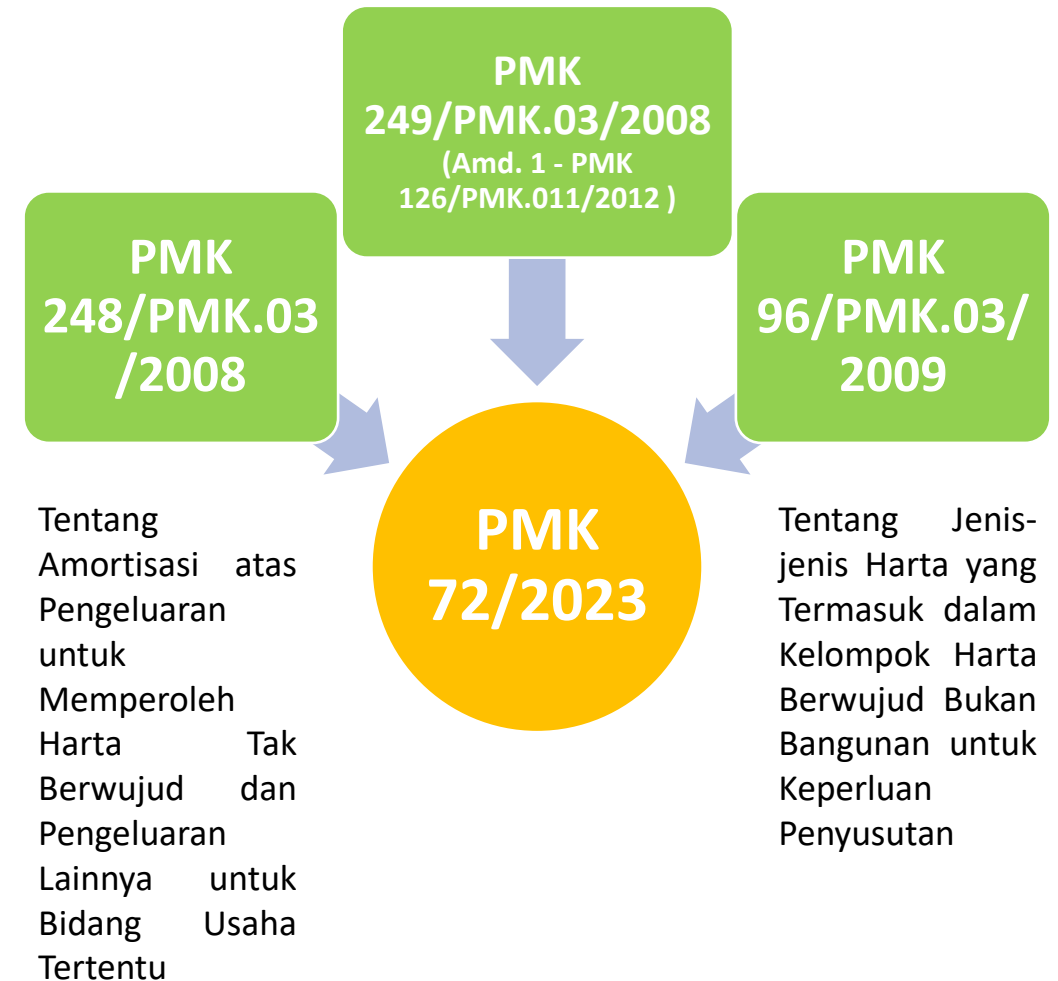 PMK
249/PMK.03/2008
(Amd. 1 - PMK
126/PMK.011/2012 )
PMK
248/PMK.03
/2008
PMK
96/PMK.03/
2009
PMK
72/2023
Tentang
Amortisasi atas
Pengeluaran
untuk
Memperoleh
Harta Tak
Berwujud dan
Pengeluaran
Lainnya untuk
Bidang Usaha
Tertentu
Tentang Jenis-
jenis Harta yang
Termasuk dalam
Kelompok Harta
Berwujud Bukan
Bangunan untuk
Keperluan
Penyusutan